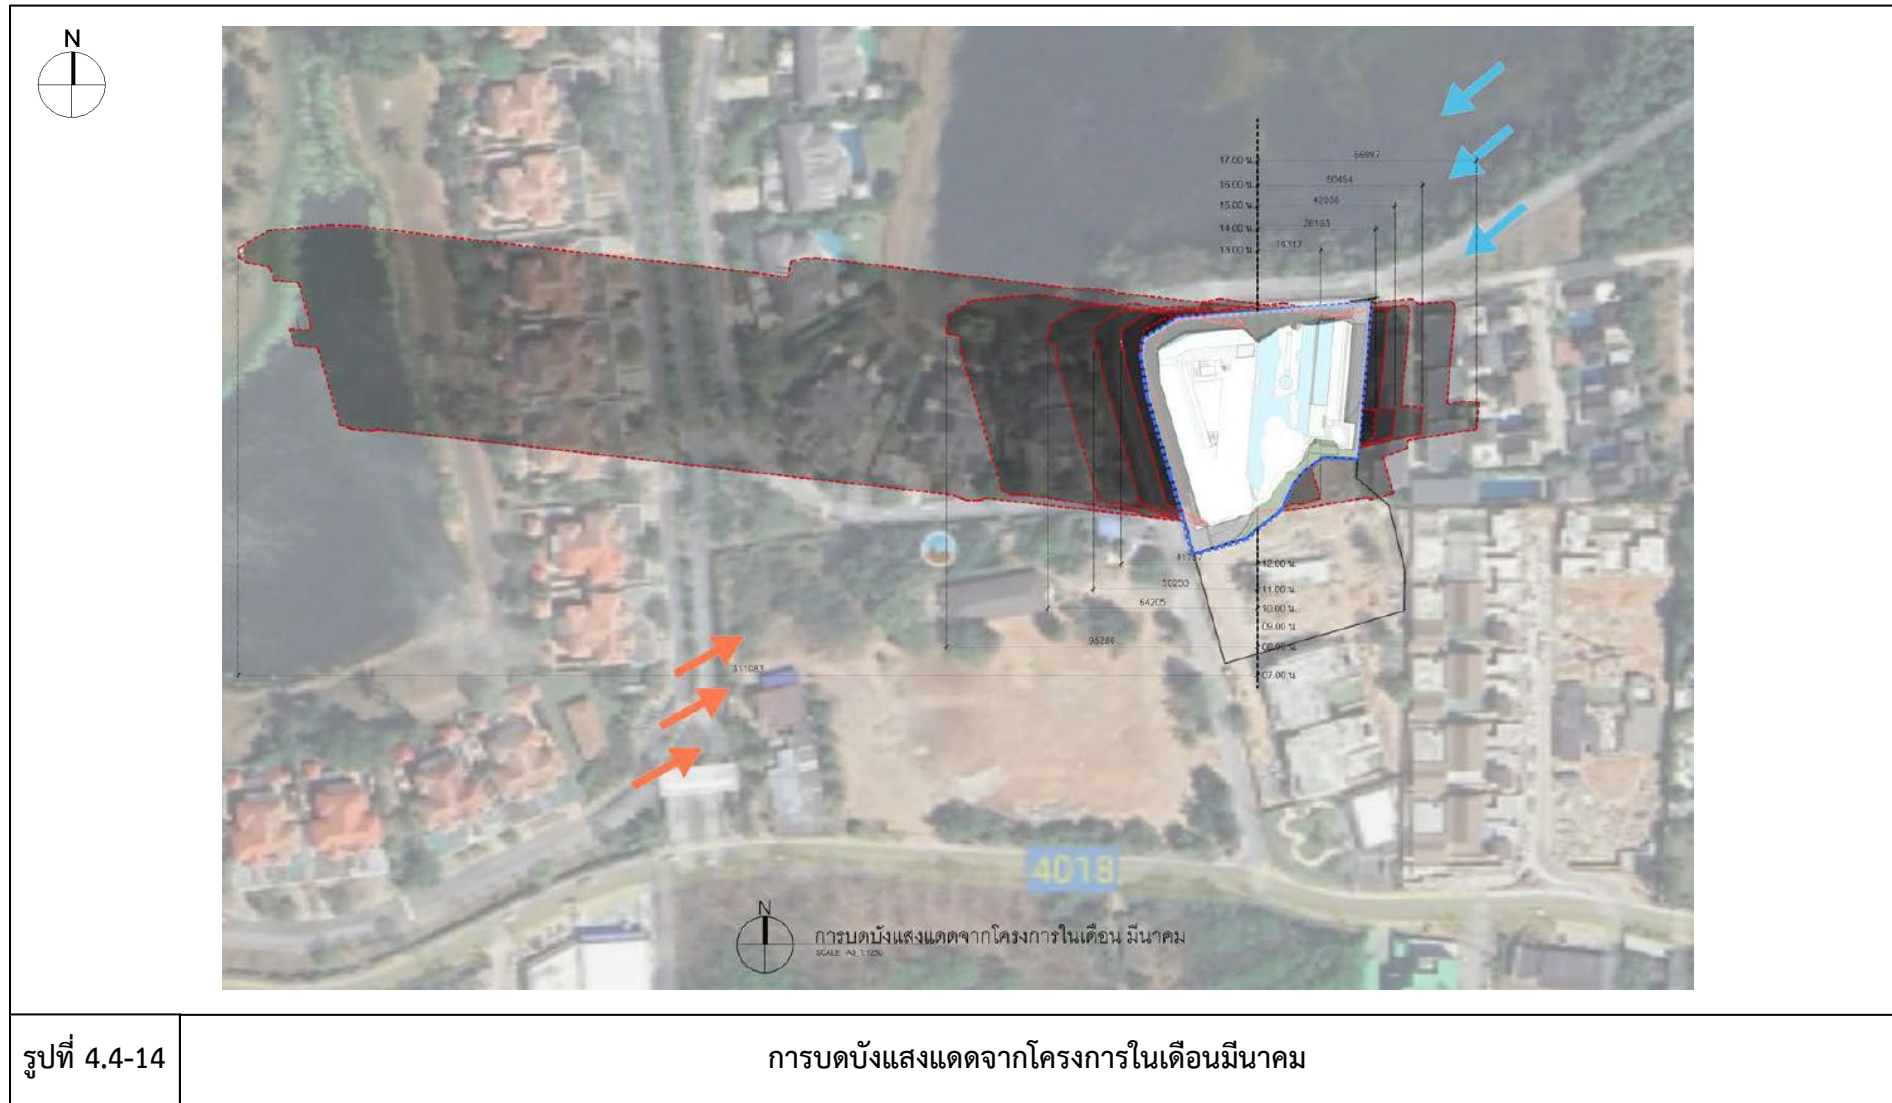 N
17.00 น.
66997
16.00 น.
50454
15.00 น.
42036
14.00 น.
13.00 น.
12.00 น.
50250
11.00 น.
64205
10.00 น.
09.00 น.
95286
08.00 น.
311083
07.00 น.
4018
N
การบดบังแสงแดดจากโครงการในเดือน มีนาคม
SCALE A3 1:1250
รูปที่ 4.4-14
การบดบังแสงแดดจากโครงการในเดือนมีนาคม